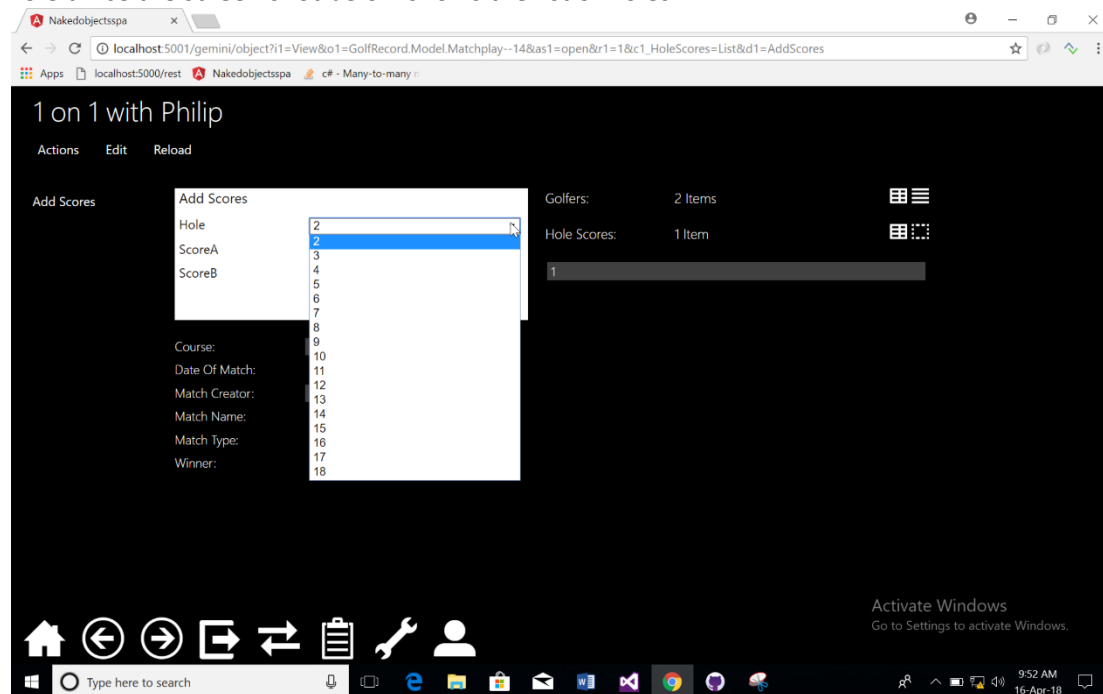 Nakedobjectsspa
localhost:5001/gemini/object?i1=View&o1=GolfRecord.Model.Matchplay--14&as1=open&r1=1&c1_HoleScores=List&d1=AddScores
Apps localhost:5000/rest Nakedobjectsspa c# - Many-to-many
1 on 1 with Philip
Actions Edit Reload
Add Scores
Add Scores
Hole 2
ScoreA
ScoreB
2
3
4
5
6
7
8
9
10
11
12
13
14
15
16
17
18
Course:
Date Of Match:
Match Creator:
Match Name:
Match Type:
Winner:
Golfers: 2 Items
Hole Scores: 1 Item
1
Activate Windows
Go to Settings to activate Windows.
Type here to search
9:52 AM
16-Apr-18